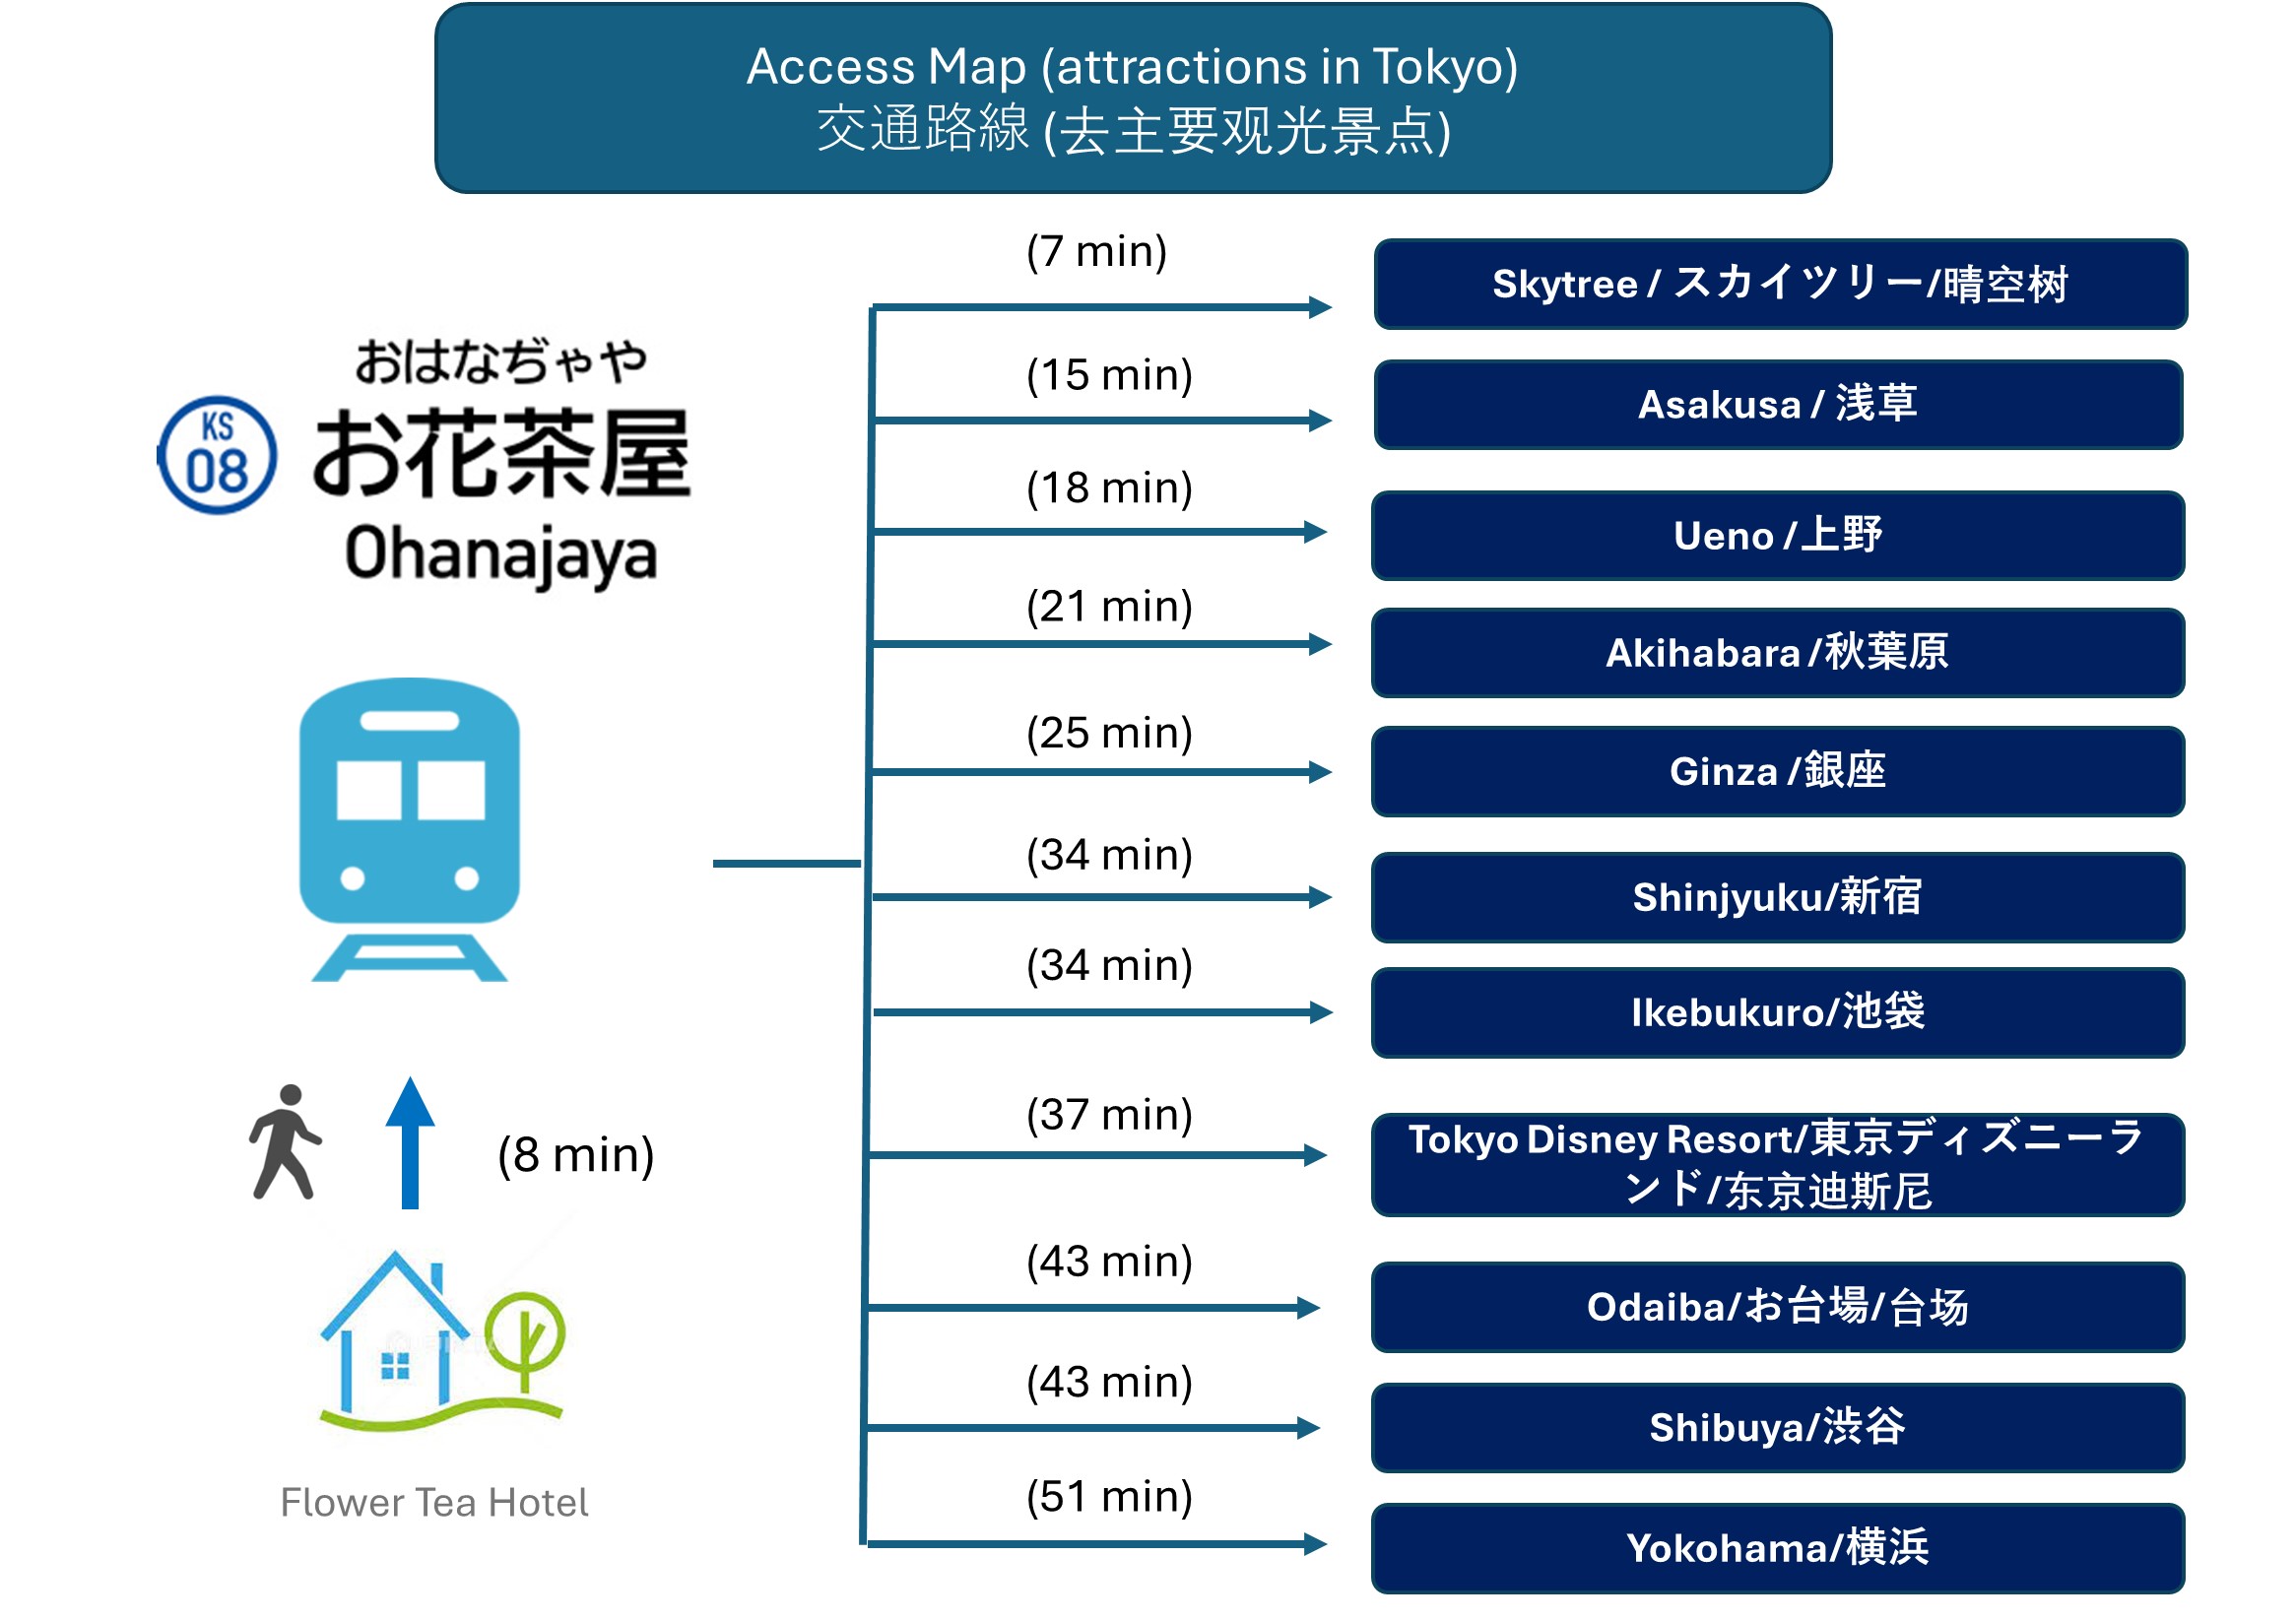 Access Map (attractions in Tokyo)
交通路線 (去主要观光景点)
おはなぢゃや
KS
08
お花茶屋
Ohanajaya
(8 min)
Flower Tea Hotel
(7 min)
Skytree / スカイツリー/晴空树
(15 min)
Asakusa / 浅草
(18 min)
Ueno /上野
(21 min)
Akihabara /秋葉原
(25 min)
Ginza /銀座
(34 min)
Shinjyuku/新宿
(34 min)
Ikebukuro/池袋
(37 min)
Tokyo Disney Resort/東京ディズニーラ
ンド/东京迪斯尼
(43 min)
Odaiba/お台場/台场
(43 min)
Shibuya/渋谷
(51 min)
Yokohama/横浜